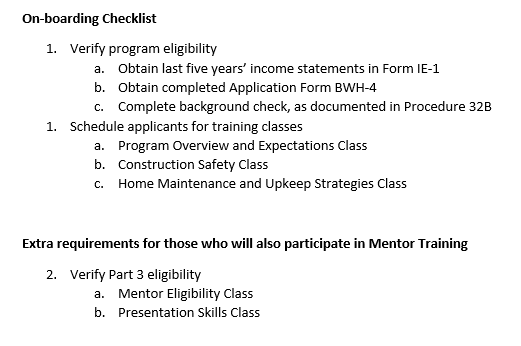 On-boarding Checklist
1. Verify program eligibility
a. Obtain last five years' income statements in Form IE-1
b. Obtain completed Application Form BWH-4
c. Complete background check, as documented in Procedure 32B
1. Schedule applicants for training classes
a. Program Overview and Expectations Class
b. Construction Safety Class
c. Home Maintenance and Upkeep Strategies Class
Extra requirements for those who will also participate in Mentor Training
2. Verify Part 3 eligibility
a. Mentor Eligibility Class
b. Presentation Skills Class